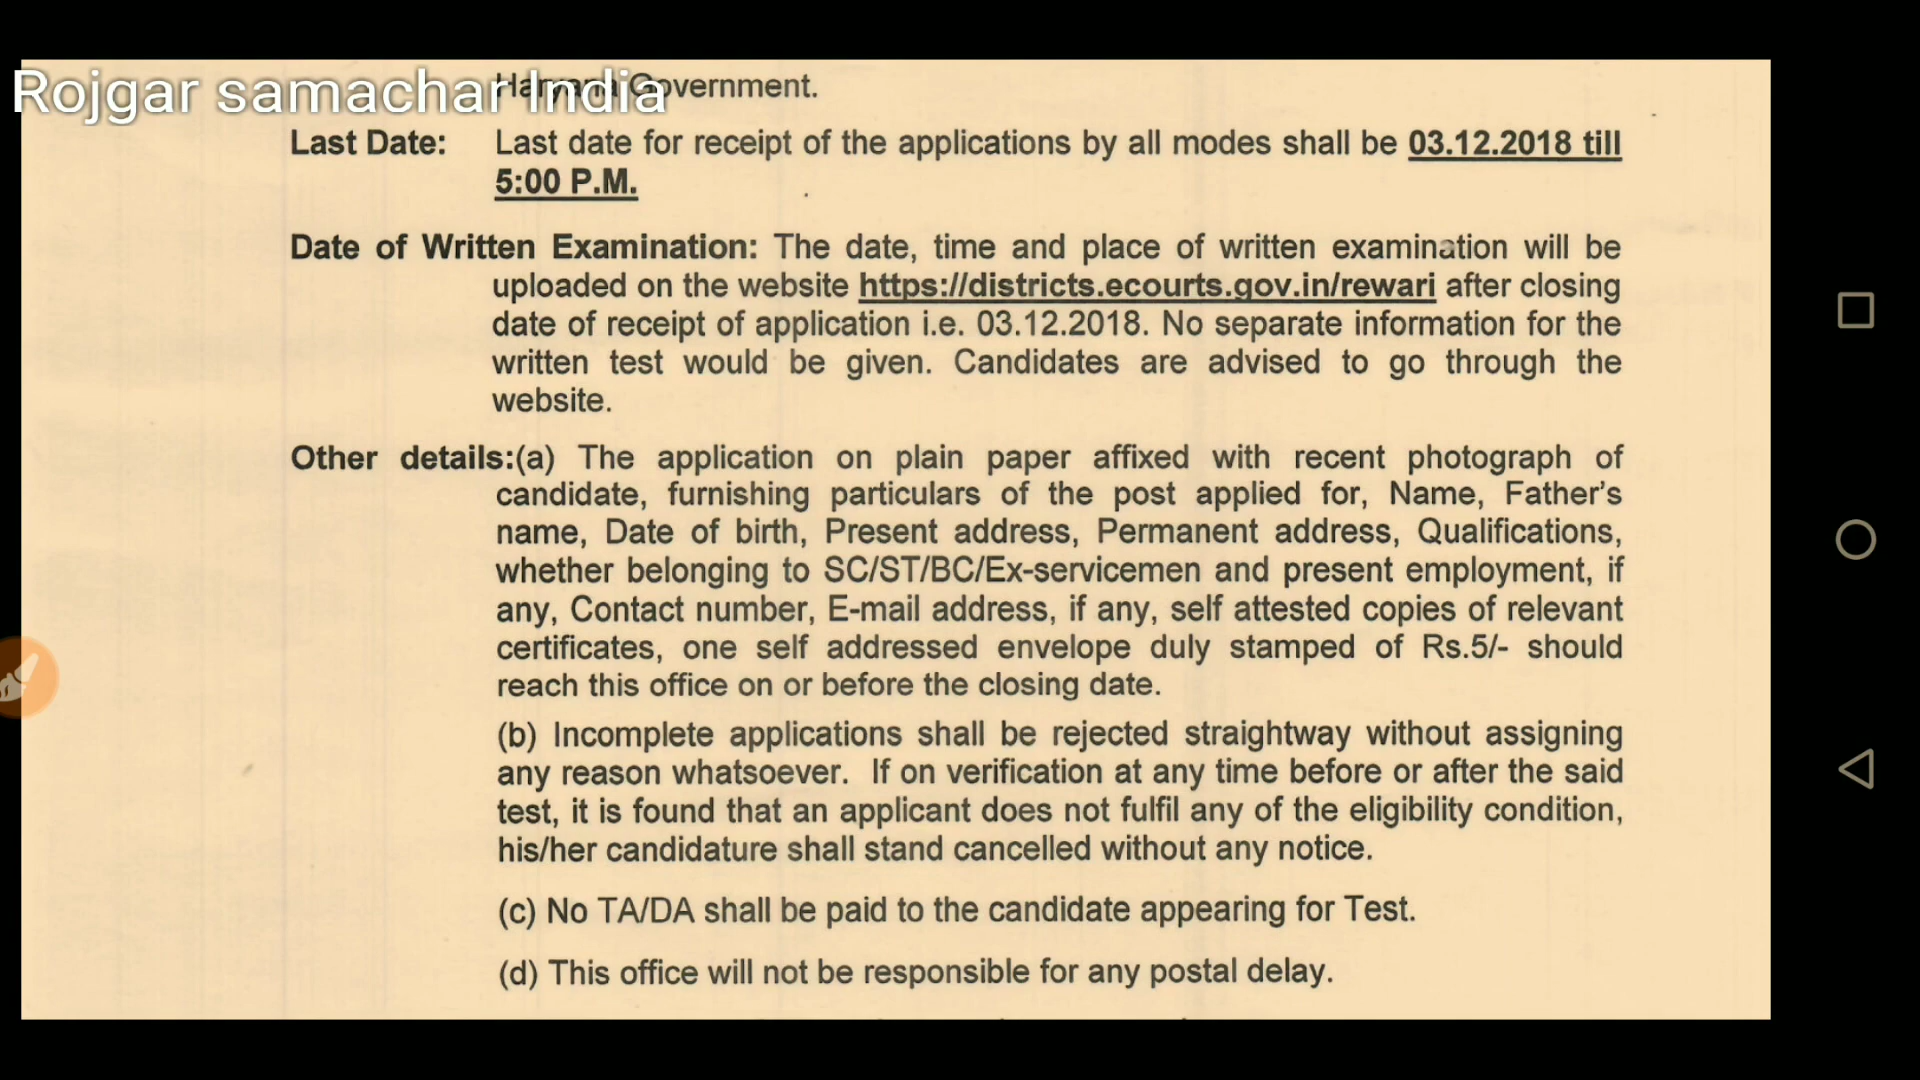 Rojgar samachar India
Haryana Government.
Last Date: Last date for receipt of the applications by all modes shall be 03.12.2018 till
5:00 P.M.
Date of Written Examination: The date, time and place of written examination will be
uploaded on the website https://districts.ecourts.gov.in/rewari after closing
date of receipt of application i.e. 03.12.2018. No separate information for the
written test would be given. Candidates are advised to go through the
website.
Other details:(a) The application on plain paper affixed with recent photograph of
candidate, furnishing particulars of the post applied for, Name, Father's
name, Date of birth, Present address, Permanent address, Qualifications,
whether belonging to SC/ST/BC/Ex-servicemen and present employment, if
any, Contact number, E-mail address, if any, self attested copies of relevant
certificates, one self addressed envelope duly stamped of Rs.5/- should
reach this office on or before the closing date.
(b) Incomplete applications shall be rejected straightway without assigning
any reason whatsoever. If on verification at any time before or after the said
test, it is found that an applicant does not fulfil any of the eligibility condition,
his/her candidature shall stand cancelled without any notice.
(c) No TA/DA shall be paid to the candidate appearing for Test.
(d) This office will not be responsible for any postal delay.